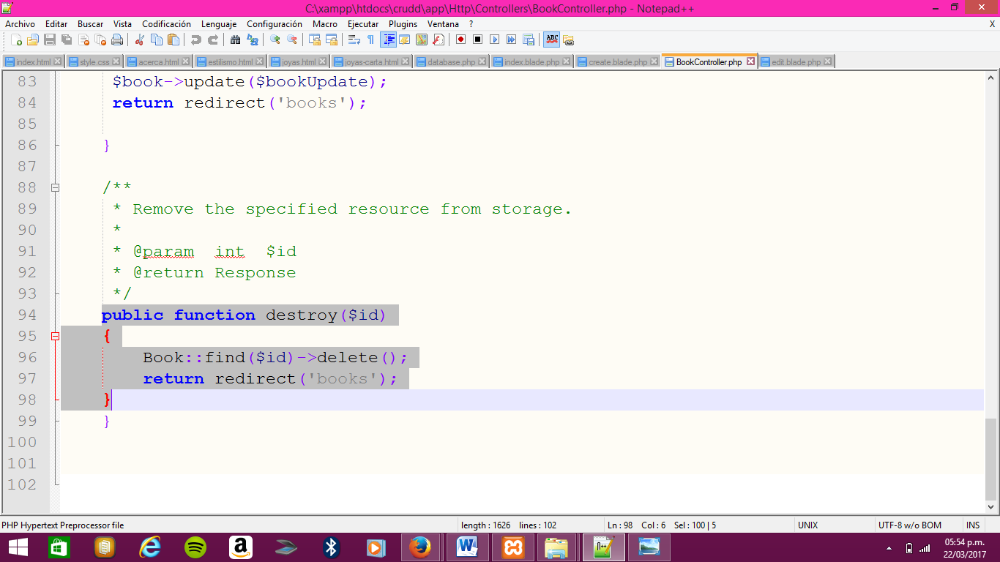 C:\xampp\htdocs\crudd\app\Http\Controllers\BookController.php - Notepad++
Archivo Editar Buscar Vista Codificación Lenguaje Configuración Macro Ejecutar Plugins Ventana ? X
index.html style.css acerca.html estilismo.html joyas.html joyas-carta.html database.php index.blade.php create.blade.php BookController.php edit.blade.php
83 $book->update($bookUpdate);
84 return redirect('books');
85
86 }
87
88 /**
89 * Remove the specified resource from storage.
90 *
91 * @param  int  $id
92 * @return Response
93 */
94 public function destroy($id)
95 {
96 Book::find($id)->delete();
97 return redirect('books');
98 }
99 }
100
101
102
PHP Hypertext Preprocessor file length : 1626 lines : 102 Ln : 98 Col : 6 Sel : 100 | 5 UNIX UTF-8 w/o BOM INS
05:54 p.m.
22/03/2017